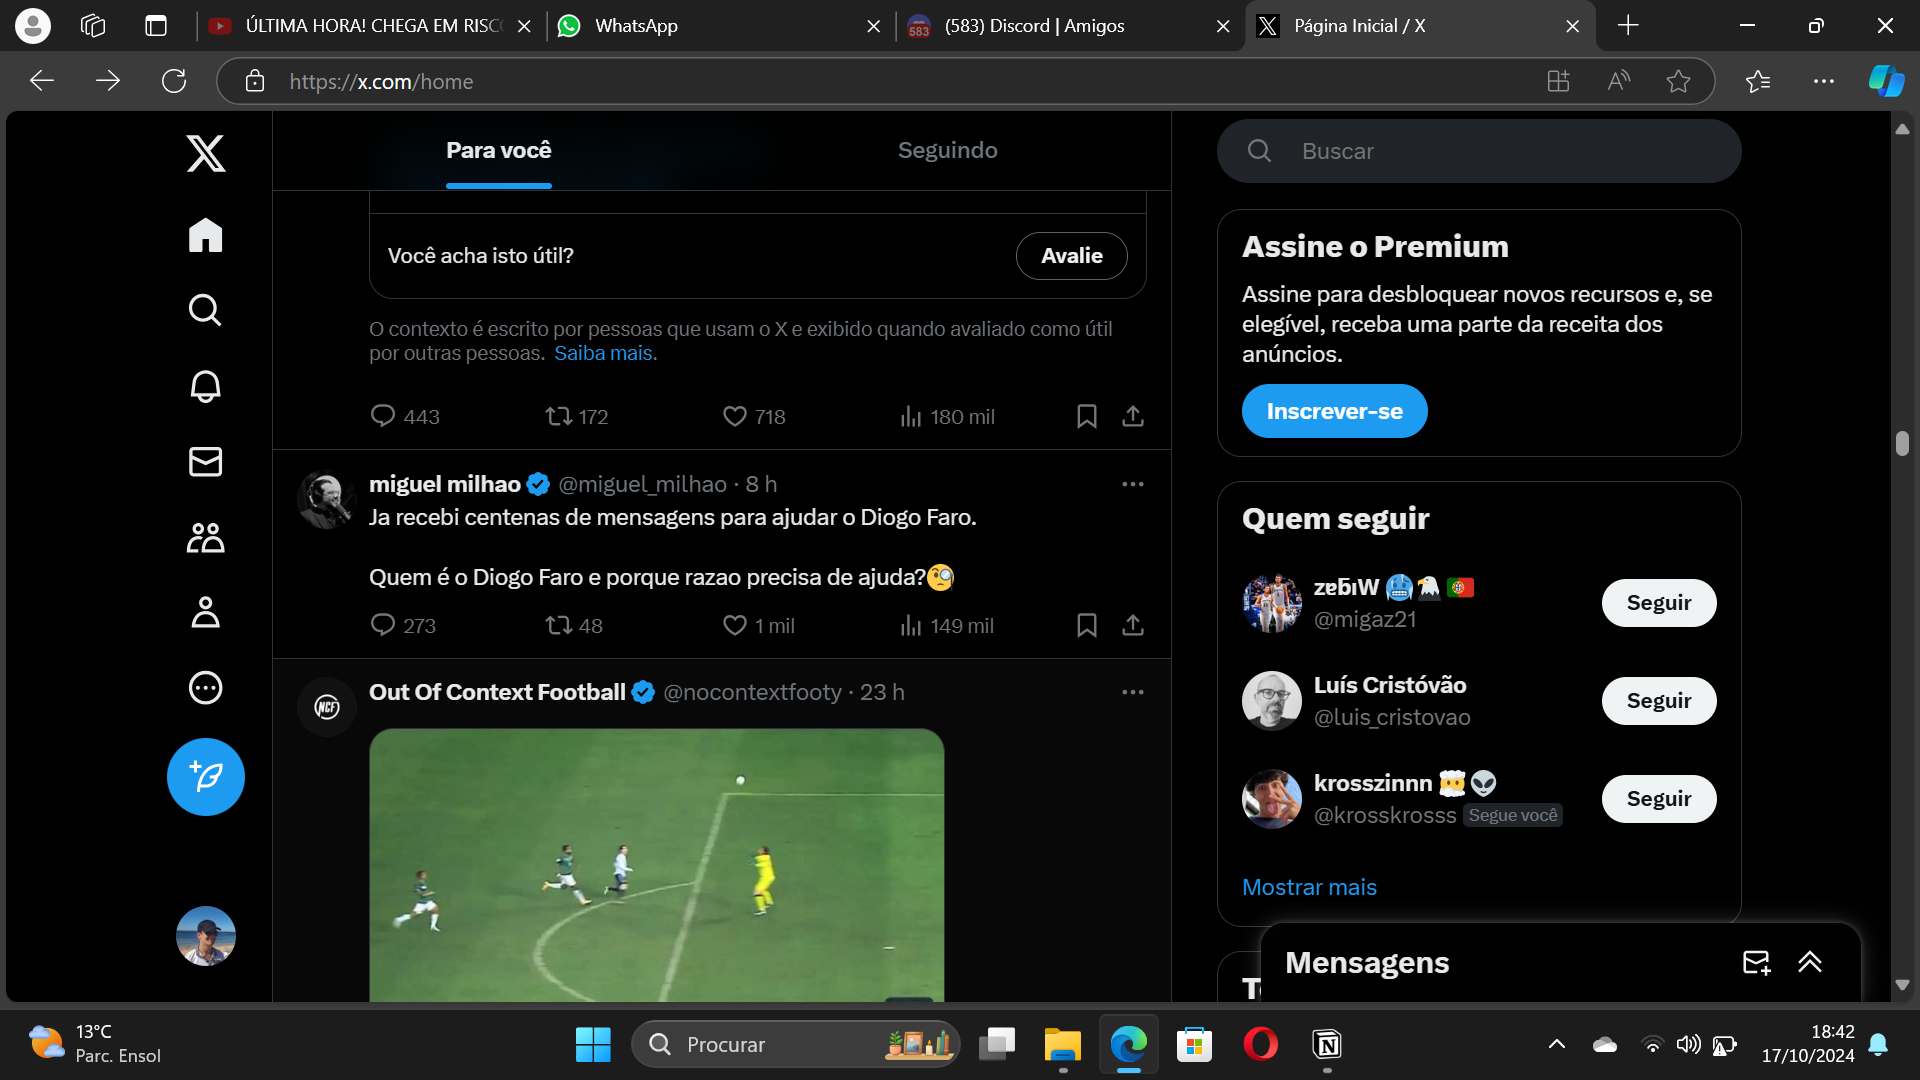 ÚLTIMA HORA! CHEGA EM RISC
WhatsApp
(583) Discord | Amigos
Página Inicial / X
https://x.com/home
Para você
Seguindo
Você acha isto útil?
Avalie
O contexto é escrito por pessoas que usam o X e exibido quando avaliado como útil
por outras pessoas. Saiba mais.
443
172
718
180 mil
miguel milhao @miguel_milhao · 8 h
Ja recebi centenas de mensagens para ajudar o Diogo Faro.
Quem é o Diogo Faro e porque razao precisa de ajuda?🧐
273
48
1 mil
149 mil
Out Of Context Football @nocontextfooty · 23 h
NCF
Buscar
Assine o Premium
Assine para desbloquear novos recursos e, se
elegível, receba uma parte da receita dos
anúncios.
Inscrever-se
Quem seguir
zɐƃıW 🥶🦅🇵🇹
@migaz21
Seguir
Luís Cristóvão
@luis_cristovao
Seguir
krosszinnn 😶‍🌫️👽
@krosskrosss Segue você
Seguir
Mostrar mais
Mensagens
13°C
Parc. Ensol
Procurar
18:42
17/10/2024